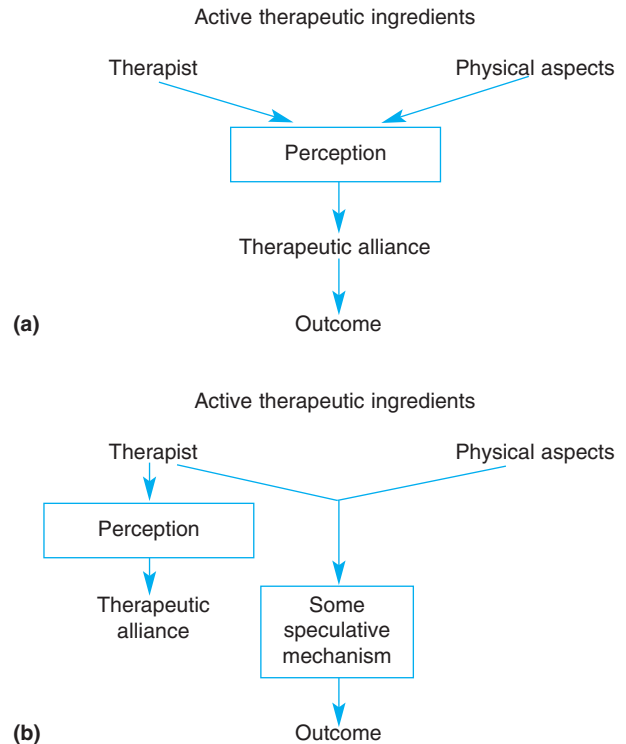 Active therapeutic ingredients
Therapist
Physical aspects
Perception
Therapeutic alliance
(a)
Outcome
Active therapeutic ingredients
Therapist
Physical aspects
Perception
Therapeutic
alliance
Some
speculative
mechanism
(b)
Outcome